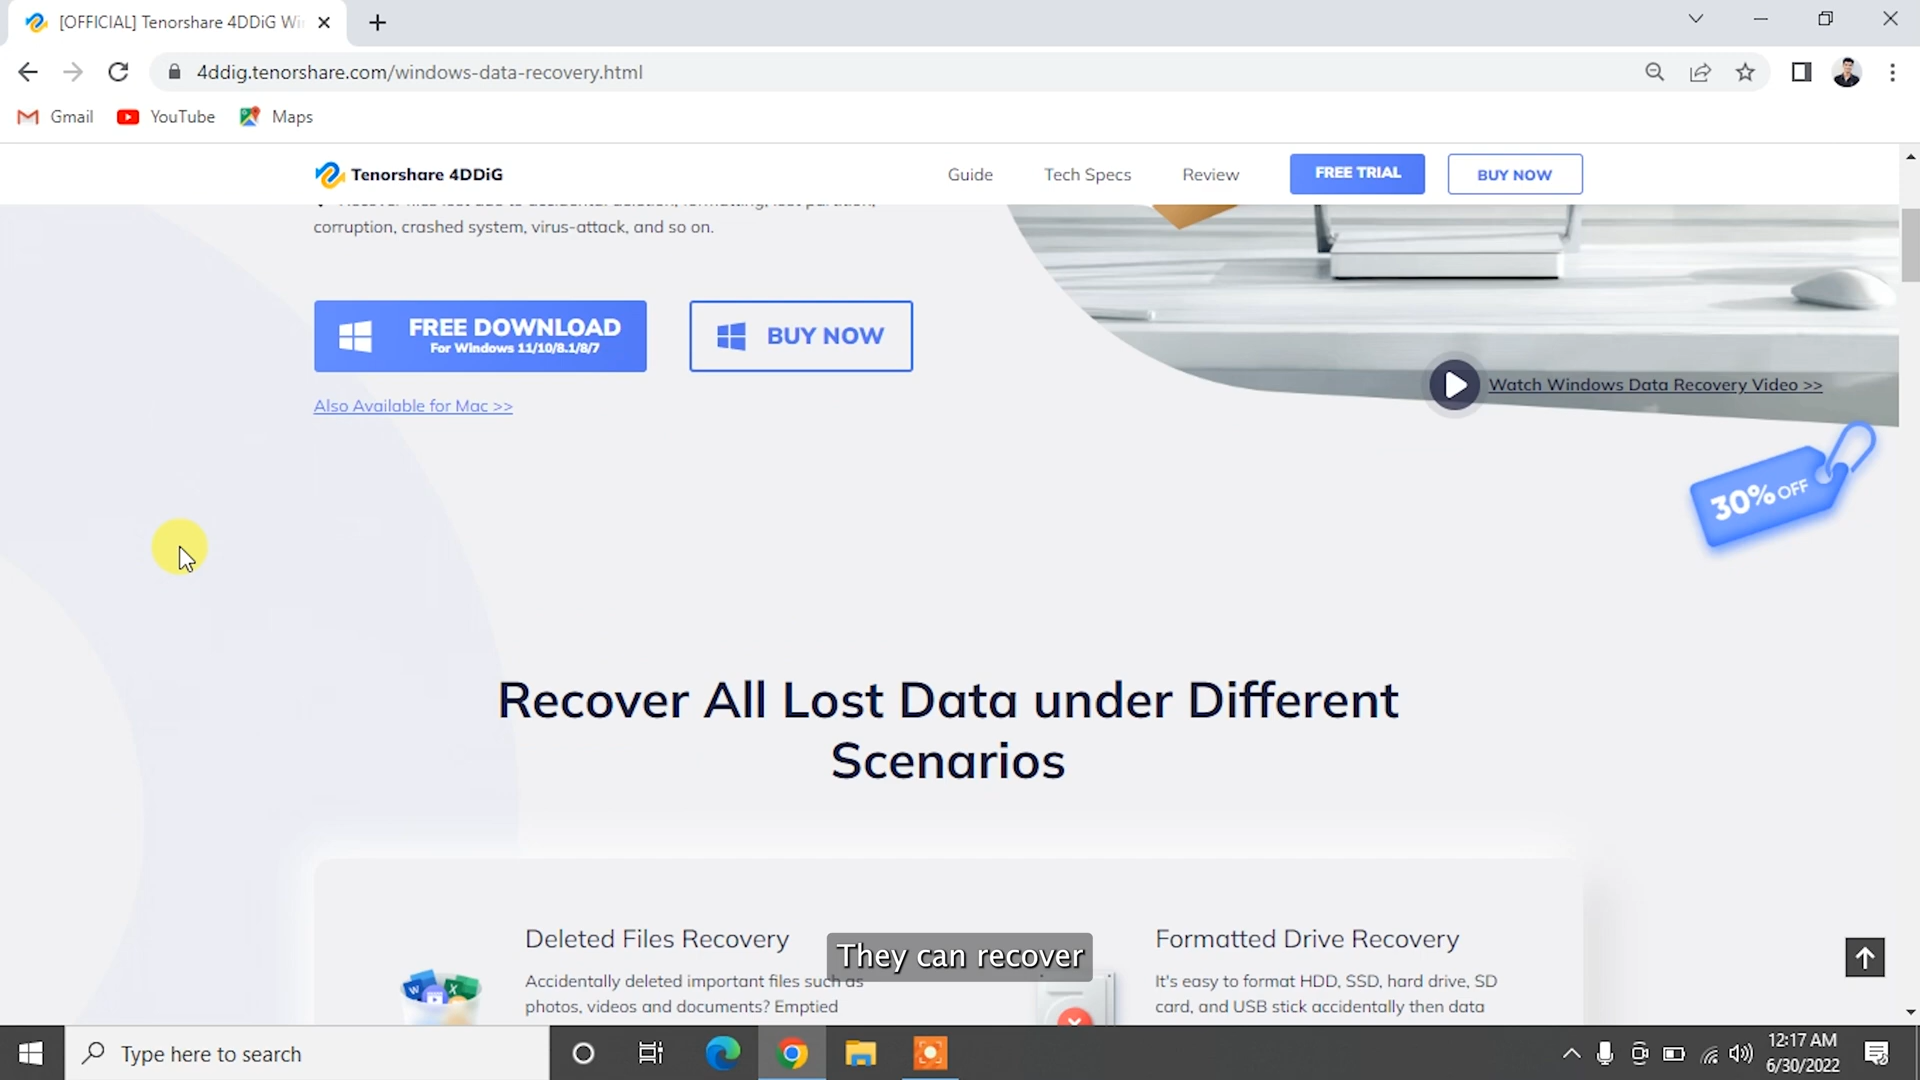 [OFFICIAL] Tenorshare 4DDiG Wi
4ddig.tenorshare.com/windows-data-recovery.html
Gmail
YouTube
Maps
Tenorshare 4DDiG
Guide
Tech Specs
Review
FREE TRIAL
BUY NOW
corruption, crashed system, virus-attack, and so on.
FREE DOWNLOAD
For Windows 11/10/8.1/8/7
BUY NOW
Also Available for Mac >>
Watch Windows Data Recovery Video >>
30% OFF
Recover All Lost Data under Different
Scenarios
Deleted Files Recovery
Accidentally deleted important files such as
photos, videos and documents? Emptied
They can recover
Formatted Drive Recovery
It's easy to format HDD, SSD, hard drive, SD
card, and USB stick accidentally then data
Type here to search
12:17 AM
6/30/2022